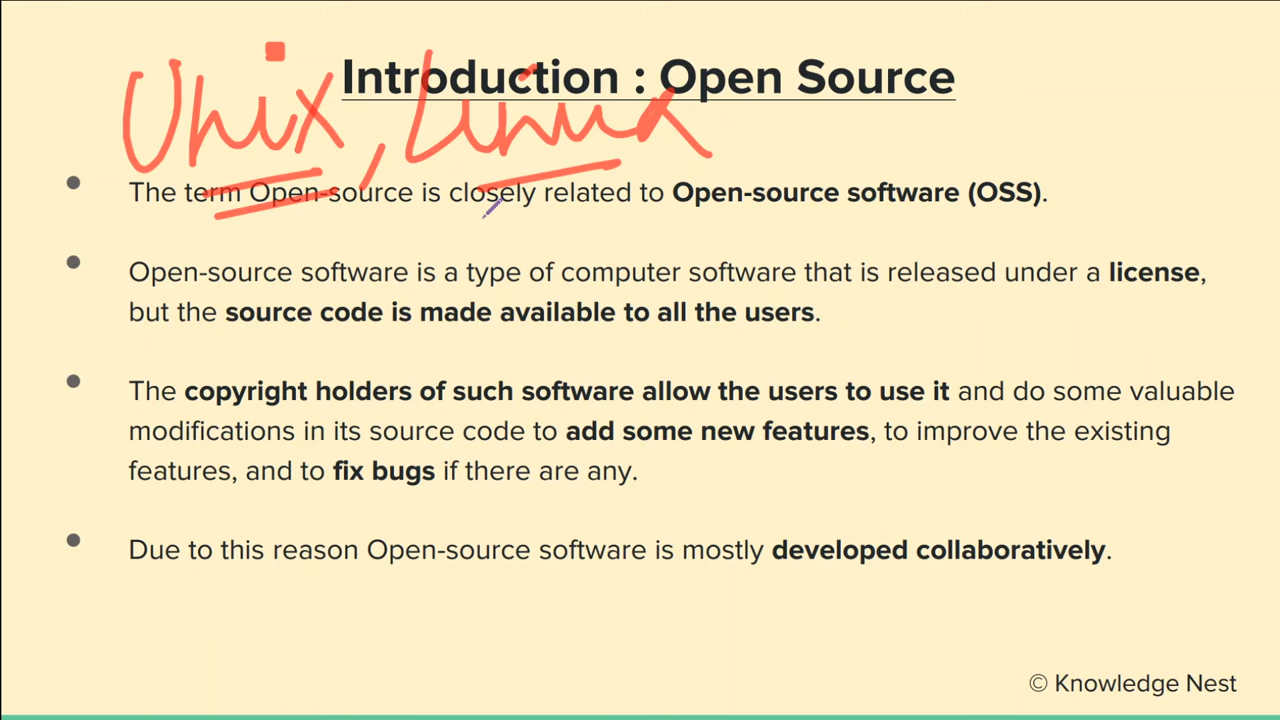 Introduction : Open Source
Unix, Linux
The term Open-source is closely related to Open-source software (OSS).
Open-source software is a type of computer software that is released under a license,
but the source code is made available to all the users.
The copyright holders of such software allow the users to use it and do some valuable
modifications in its source code to add some new features, to improve the existing
features, and to fix bugs if there are any.
Due to this reason Open-source software is mostly developed collaboratively.
© Knowledge Nest